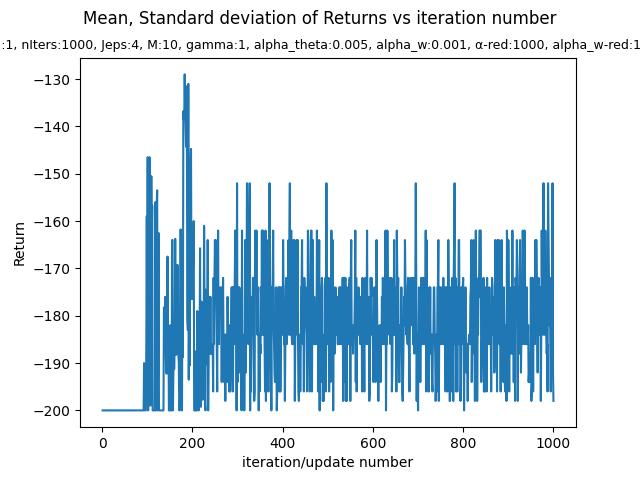 Mean, Standard deviation of Returns vs iteration number
:1, nIters:1000, Jeps:4, M:10, gamma:1, alpha_theta:0.005, alpha_w:0.001, α-red:1000, alpha_w-red:1
−130
−140
−150
−160
−170
−180
−190
−200
Return
0 200 400 600 800 1000
iteration/update number